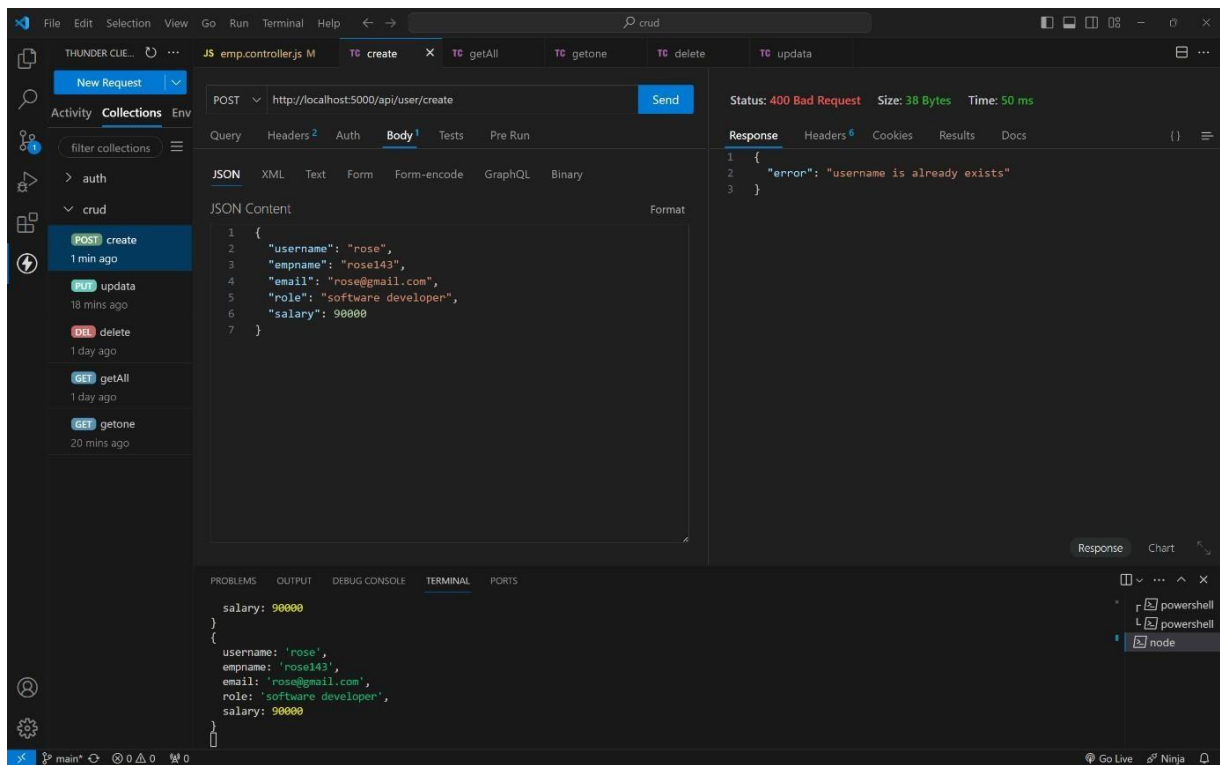 File Edit Selection View Go Run Terminal Help ← → crud
THUNDER CLIE... ...
JS emp.controller.js M TC create × TC getAll TC getone TC delete TC updata ...
New Request
Activity Collections Env
filter collections
> auth
crud
POST create
1 min ago
PUT updata
18 mins ago
DEL delete
1 day ago
GET getAll
1 day ago
GET getone
20 mins ago
POST http://localhost:5000/api/user/create Send
Query Headers 2 Auth Body 1 Tests Pre Run
JSON XML Text Form Form-encode GraphQL Binary
JSON Content Format
1 {
2 "username": "rose",
3 "empname": "rose143",
4 "email": "rose@gmail.com",
5 "role": "software developer",
6 "salary": 90000
7 }
Status: 400 Bad Request Size: 38 Bytes Time: 50 ms
Response Headers 6 Cookies Results Docs {}
1 {
2 "error": "username is already exists"
3 }
Response Chart
PROBLEMS OUTPUT DEBUG CONSOLE TERMINAL PORTS ...
salary: 90000
}
{
username: 'rose',
empname: 'rose143',
email: 'rose@gmail.com',
role: 'software developer',
salary: 90000
}
powershell
powershell
node
main* 0 0 0 Go Live Ninja